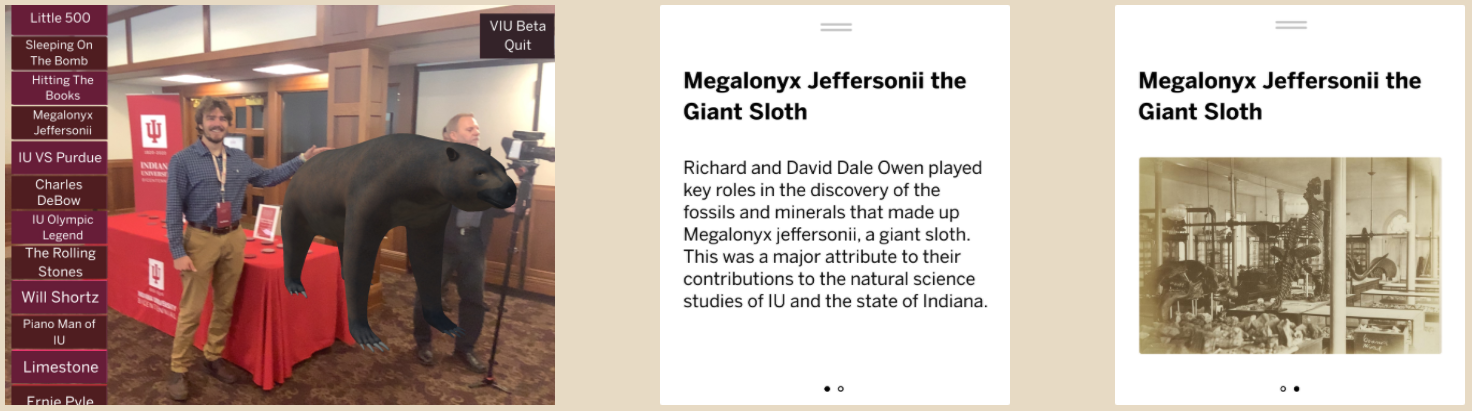 Little 500
Sleeping On
The Bomb
Hitting The
Books
Megalonyx
Jeffersonii
IU VS Purdue
Charles
DeBow
IU Olympic
Legend
The Rolling
Stones
Will Shortz
Piano Man of
IU
Limestone
Ernie Pyle
VIU Beta
Quit
INDIANA
UNIVERSITY
Megalonyx Jeffersonii the
Giant Sloth
Richard and David Dale Owen played
key roles in the discovery of the
fossils and minerals that made up
Megalonyx jeffersonii, a giant sloth.
This was a major attribute to their
contributions to the natural science
studies of IU and the state of Indiana.
Megalonyx Jeffersonii the
Giant Sloth